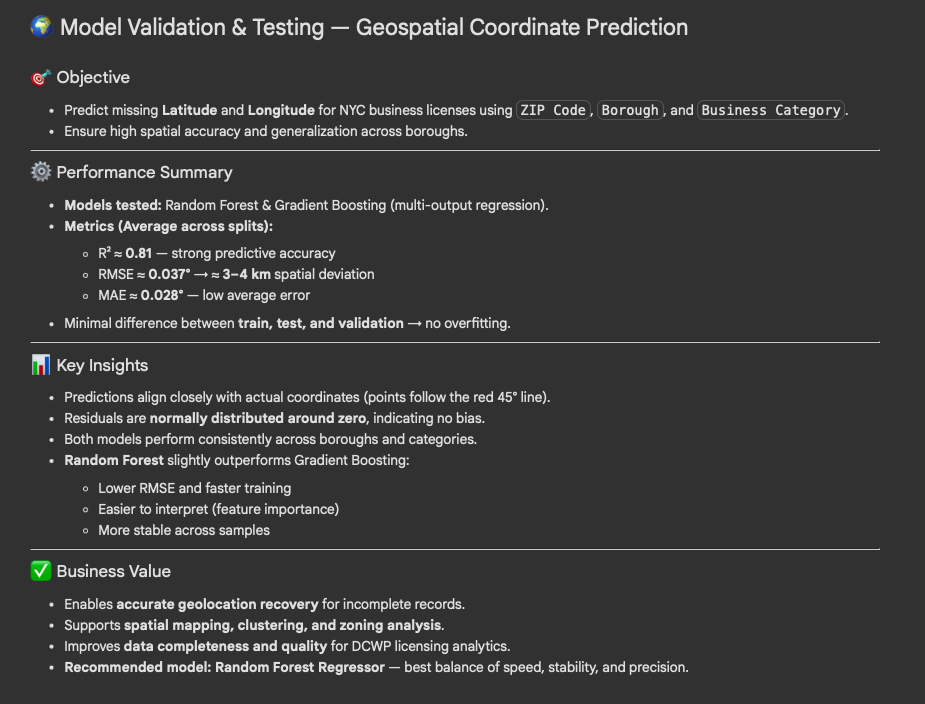 🌍 Model Validation & Testing — Geospatial Coordinate Prediction
🎯 Objective
• Predict missing Latitude and Longitude for NYC business licenses using ZIP Code, Borough, and Business Category.
• Ensure high spatial accuracy and generalization across boroughs.
⚙️ Performance Summary
• Models tested: Random Forest & Gradient Boosting (multi-output regression).
• Metrics (Average across splits):
◦ R² ≈ 0.81 — strong predictive accuracy
◦ RMSE ≈ 0.037° → ≈ 3–4 km spatial deviation
◦ MAE ≈ 0.028° — low average error
• Minimal difference between train, test, and validation → no overfitting.
📊 Key Insights
• Predictions align closely with actual coordinates (points follow the red 45° line).
• Residuals are normally distributed around zero, indicating no bias.
• Both models perform consistently across boroughs and categories.
• Random Forest slightly outperforms Gradient Boosting:
◦ Lower RMSE and faster training
◦ Easier to interpret (feature importance)
◦ More stable across samples
✅ Business Value
• Enables accurate geolocation recovery for incomplete records.
• Supports spatial mapping, clustering, and zoning analysis.
• Improves data completeness and quality for DCWP licensing analytics.
• Recommended model: Random Forest Regressor — best balance of speed, stability, and precision.